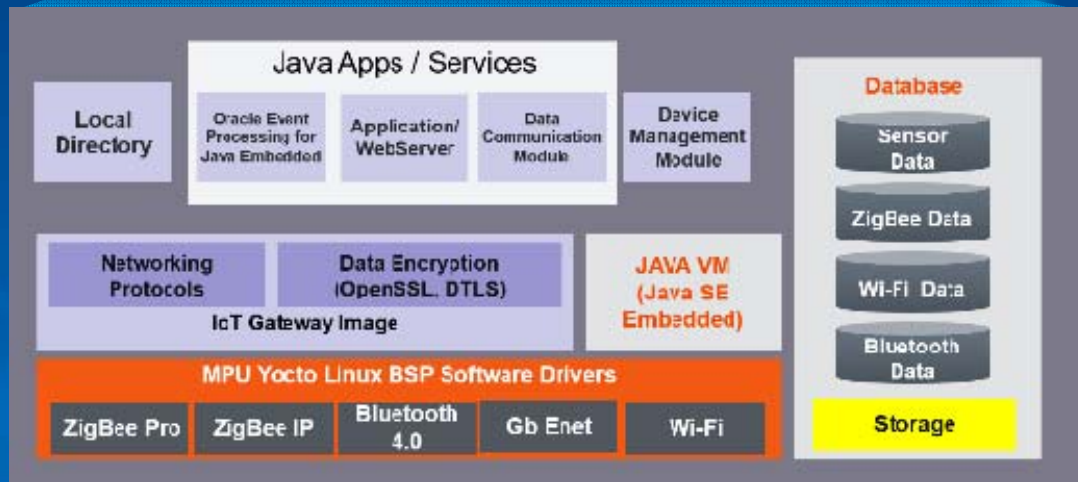 Java Apps / Services
Local
Directory
Oracle Event
Processing for
Java Embedded
Application/
WebServer
Data
Communication
Module
Device
Management
Module
Networking
Protocols
Data Encryption
(OpenSSL, DTLS)
IoT Gateway Image
JAVA VM
(Java SE
Embedded)
MPU Yocto Linux BSP Software Drivers
ZigBee Pro
ZigBee IP
Bluetooth
4.0
Gb Enet
Wi-Fi
Database
Sensor
Data
ZigBee Data
Wi-Fi Data
Bluetooth
Data
Storage